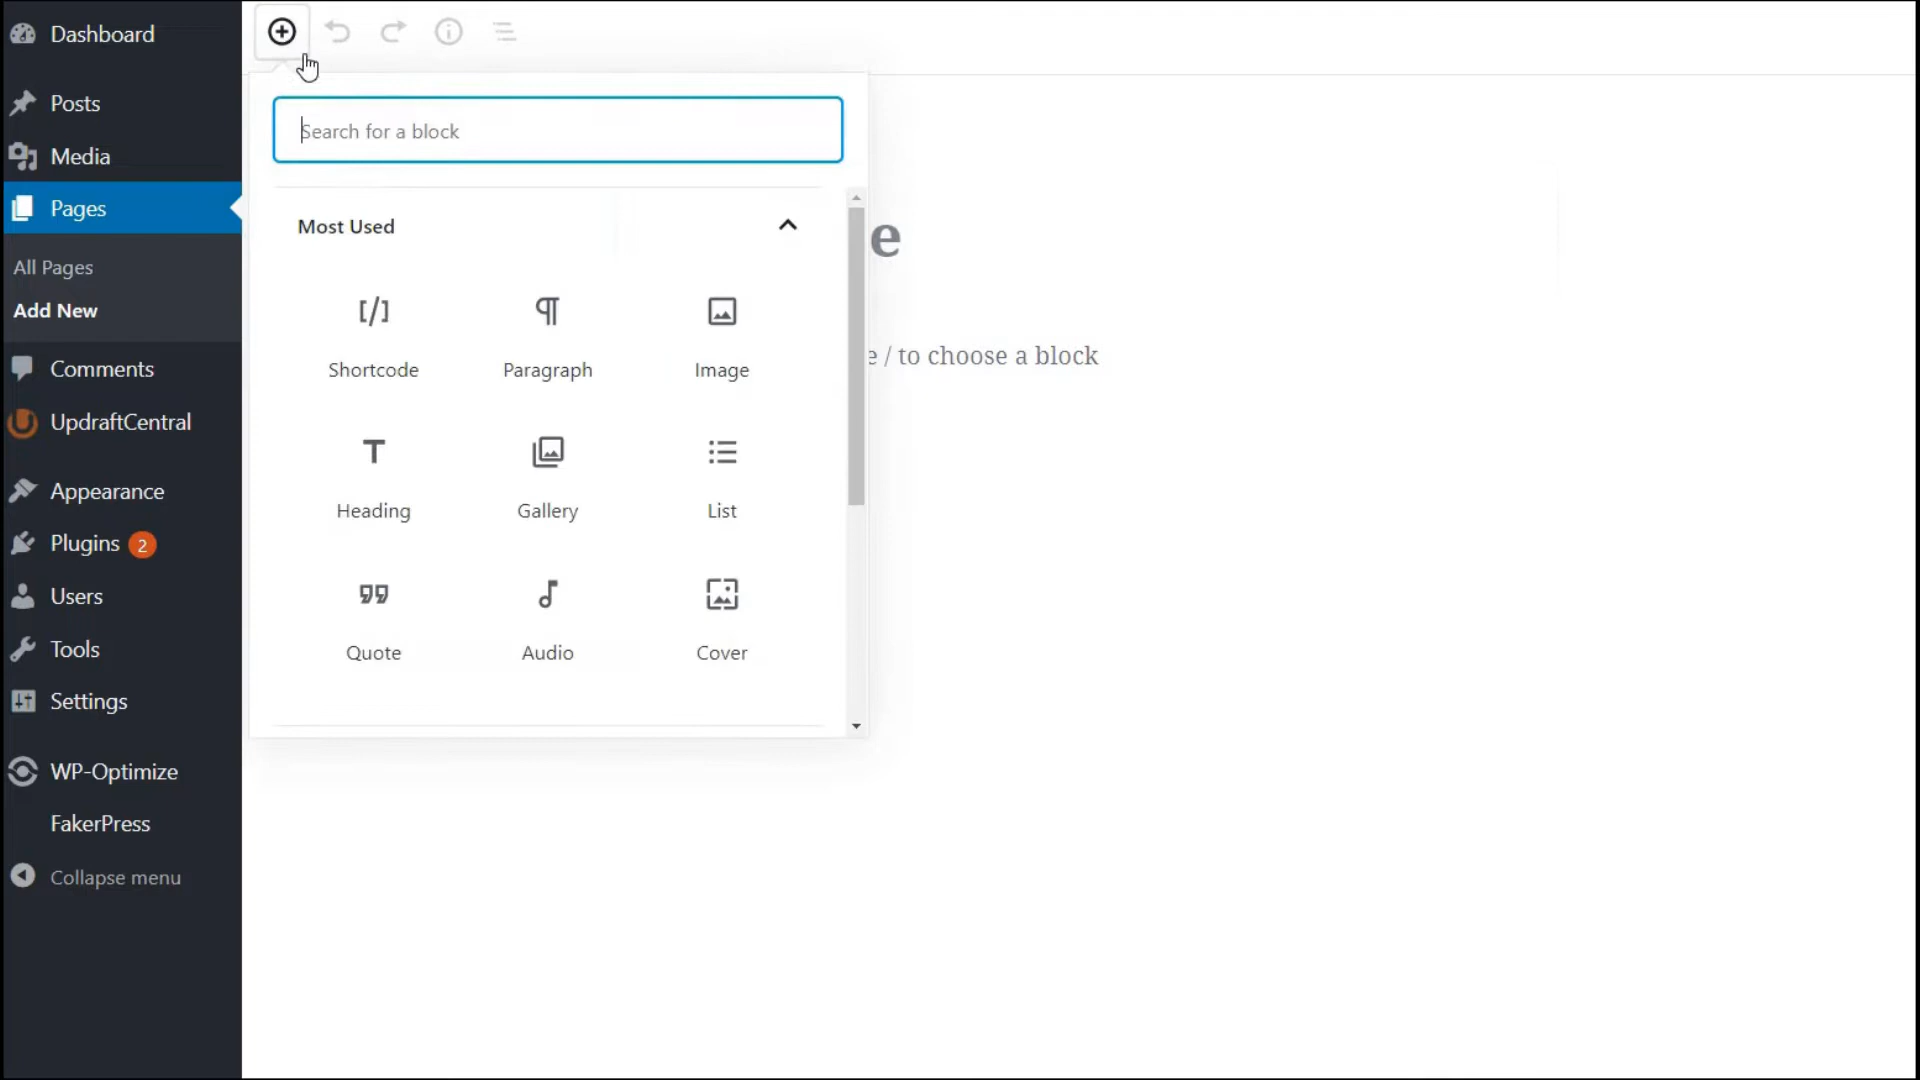 Dashboard
Posts
Media
Pages
All Pages
Add New
Comments
UpdraftCentral
Appearance
Plugins 2
Users
Tools
Settings
WP-Optimize
FakerPress
Collapse menu
Search for a block
Most Used
[/] ¶
Shortcode Paragraph Image
T
Heading Gallery List
Quote Audio Cover
e
e / to choose a block